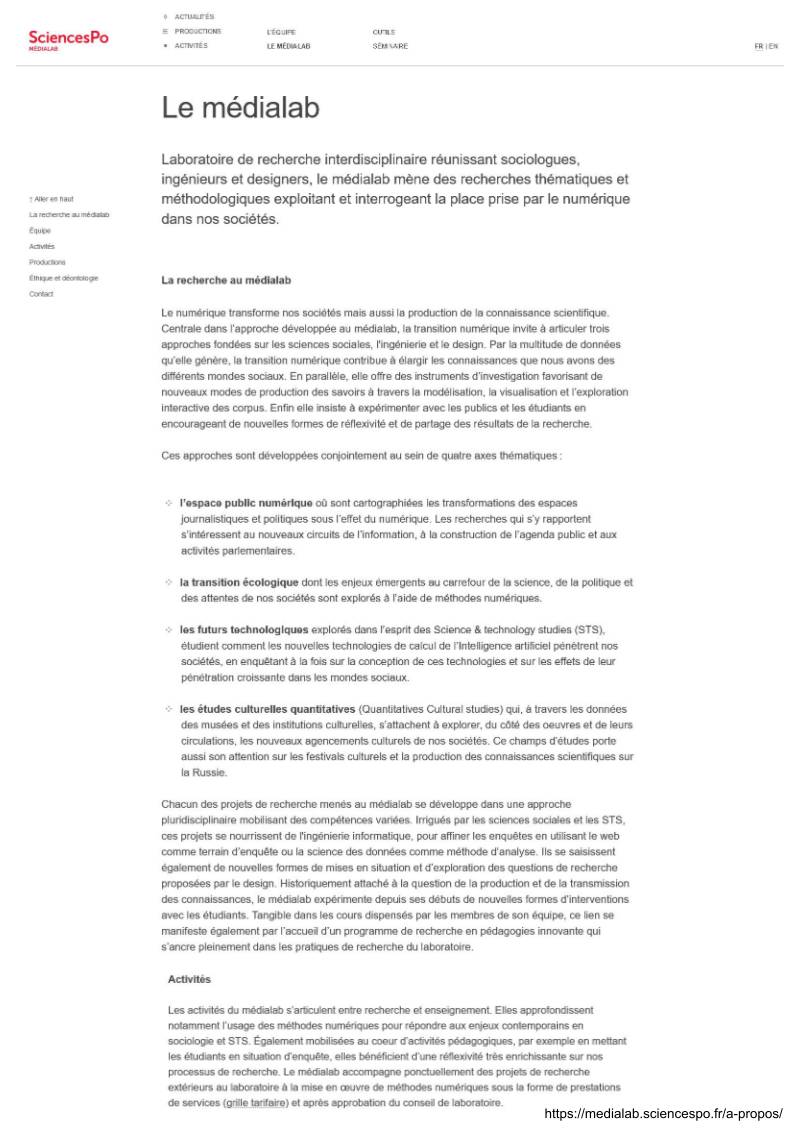 SciencesPo
MÉDIALAB
ACTUALITÉS
PRODUCTIONS
ACTIVITÉS
L'ÉQUIPE
LE MÉDIALAB
OUTILS
SÉMINAIRE
FR | EN
Le médialab
Laboratoire de recherche interdisciplinaire réunissant sociologues,
ingénieurs et designers, le médialab mène des recherches thématiques et
méthodologiques exploitant et interrogeant la place prise par le numérique
dans nos sociétés.
↑ Aller en haut
La recherche au médialab
Équipe
Activités
Productions
Éthique et déontologie
Contact
La recherche au médialab
Le numérique transforme nos sociétés mais aussi la production de la connaissance scientifique.
Centrale dans l'approche développée au médialab, la transition numérique invite à articuler trois
approches fondées sur les sciences sociales, l'ingénierie et le design. Par la multitude de données
qu'elle génère, la transition numérique contribue à élargir les connaissances que nous avons des
différents mondes sociaux. En parallèle, elle offre des instruments d'investigation favorisant de
nouveaux modes de production des savoirs à travers la modélisation, la visualisation et l'exploration
interactive des corpus. Enfin elle insiste à expérimenter avec les publics et les étudiants en
encourageant de nouvelles formes de réflexivité et de partage des résultats de la recherche.
Ces approches sont développées conjointement au sein de quatre axes thématiques :
l'espace public numérique où sont cartographiées les transformations des espaces
journalistiques et politiques sous l'effet du numérique. Les recherches qui s'y rapportent
s'intéressent au nouveaux circuits de l'information, à la construction de l'agenda public et aux
activités parlementaires.
la transition écologique dont les enjeux émergents au carrefour de la science, de la politique et
des attentes de nos sociétés sont explorés à l'aide de méthodes numériques.
les futurs technologiques explorés dans l'esprit des Science & technology studies (STS),
étudient comment les nouvelles technologies de calcul de l'Intelligence artificiel pénètrent nos
sociétés, en enquêtant à la fois sur la conception de ces technologies et sur les effets de leur
pénétration croissante dans les mondes sociaux.
les études culturelles quantitatives (Quantitatives Cultural studies) qui, à travers les données
des musées et des institutions culturelles, s'attachent à explorer, du côté des oeuvres et de leurs
circulations, les nouveaux agencements culturels de nos sociétés. Ce champs d'études porte
aussi son attention sur les festivals culturels et la production des connaissances scientifiques sur
la Russie.
Chacun des projets de recherche menés au médialab se développe dans une approche
pluridisciplinaire mobilisant des compétences variées. Irrigués par les sciences sociales et les STS,
ces projets se nourrissent de l'ingénierie informatique, pour affiner les enquêtes en utilisant le web
comme terrain d'enquête ou la science des données comme méthode d'analyse. Ils se saisissent
également de nouvelles formes de mises en situation et d'exploration des questions de recherche
proposées par le design. Historiquement attaché à la question de la production et de la transmission
des connaissances, le médialab expérimente depuis ses débuts de nouvelles formes d'interventions
avec les étudiants. Tangible dans les cours dispensés par les membres de son équipe, ce lien se
manifeste également par l'accueil d'un programme de recherche en pédagogies innovante qui
s'ancre pleinement dans les pratiques de recherche du laboratoire.
Activités
Les activités du médialab s'articulent entre recherche et enseignement. Elles approfondissent
notamment l'usage des méthodes numériques pour répondre aux enjeux contemporains en
sociologie et STS. Également mobilisées au coeur d'activités pédagogiques, par exemple en mettant
les étudiants en situation d'enquête, elles bénéficient d'une réflexivité très enrichissante sur nos
processus de recherche. Le médialab accompagne ponctuellement des projets de recherche
extérieurs au laboratoire à la mise en œuvre de méthodes numériques sous la forme de prestations
de services (grille tarifaire) et après approbation du conseil de laboratoire.
https://medialab.sciencespo.fr/a-propos/